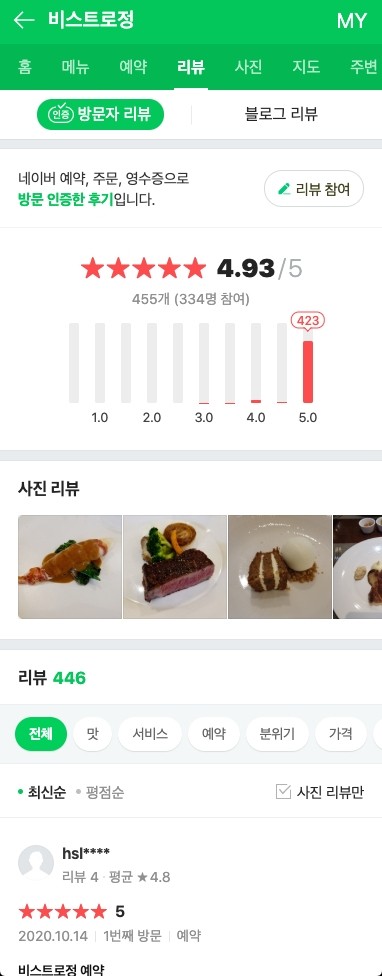 비스트로정 MY
홈 메뉴 예약 리뷰 사진 지도 주변
인증 방문자 리뷰 블로그 리뷰
네이버 예약, 주문, 영수증으로
방문 인증한 후기입니다.
리뷰 참여
4.93/5
455개 (334명 참여)
423
1.0 2.0 3.0 4.0 5.0
사진 리뷰
리뷰 446
전체 맛 서비스 예약 분위기 가격
최신순 평점순 사진 리뷰만
hsl****
리뷰 4 · 평균 ★4.8
★★★★★ 5
2020.10.14 | 1번째 방문 | 예약
비스트로정 예약